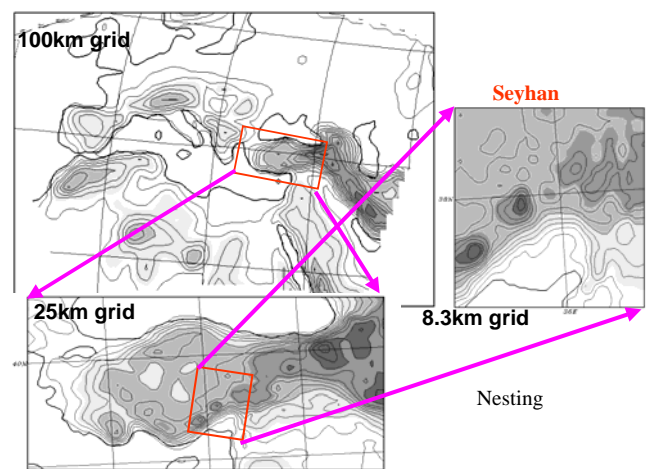 100km grid
Seyhan
38N
36E
8.3km grid
25km grid
40N
Nesting